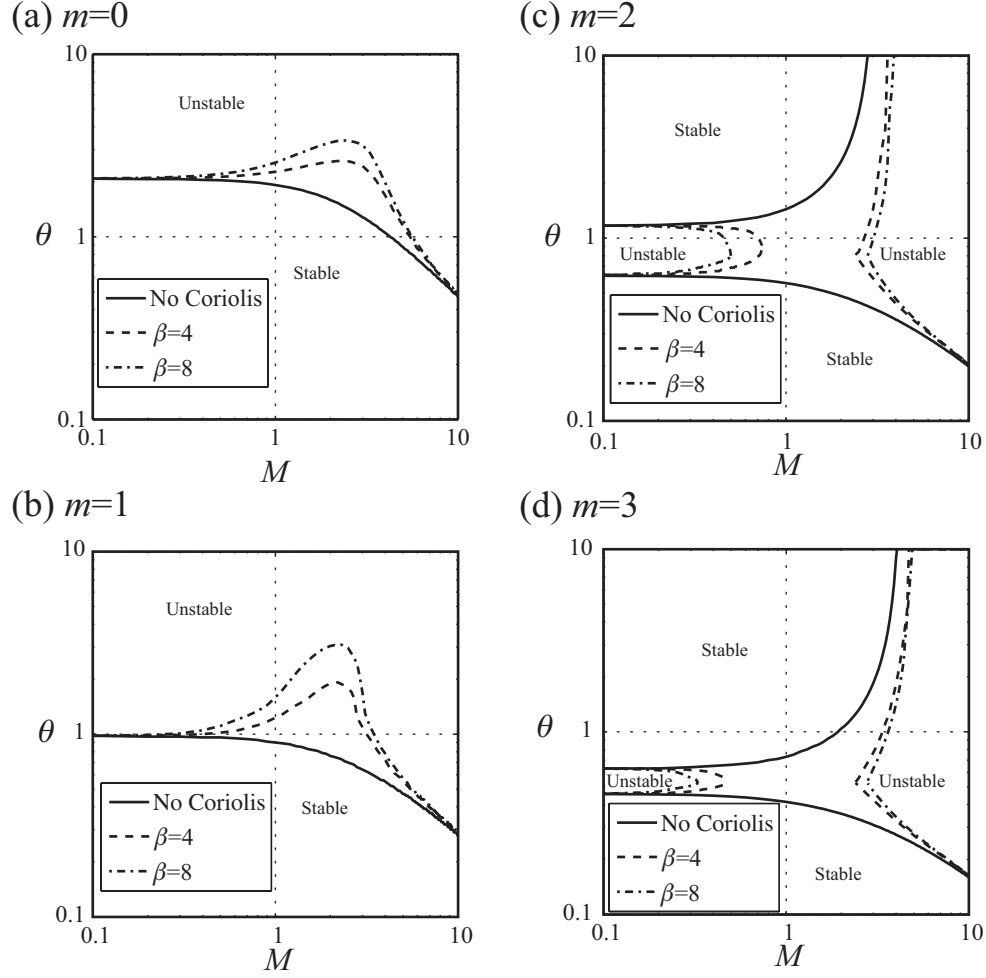 (a) m=0
10
Unstable
θ
1
Stable
No Coriolis
β=4
β=8
0.1
0.1
1
10
M
(b) m=1
10
Unstable
θ
1
Stable
No Coriolis
β=4
β=8
0.1
0.1
1
10
M
(c) m=2
10
Stable
θ
1
Unstable
Unstable
No Coriolis
β=4
β=8
Stable
0.1
0.1
1
10
M
(d) m=3
10
Stable
θ
1
Unstable
Unstable
No Coriolis
β=4
β=8
Stable
0.1
0.1
1
10
M